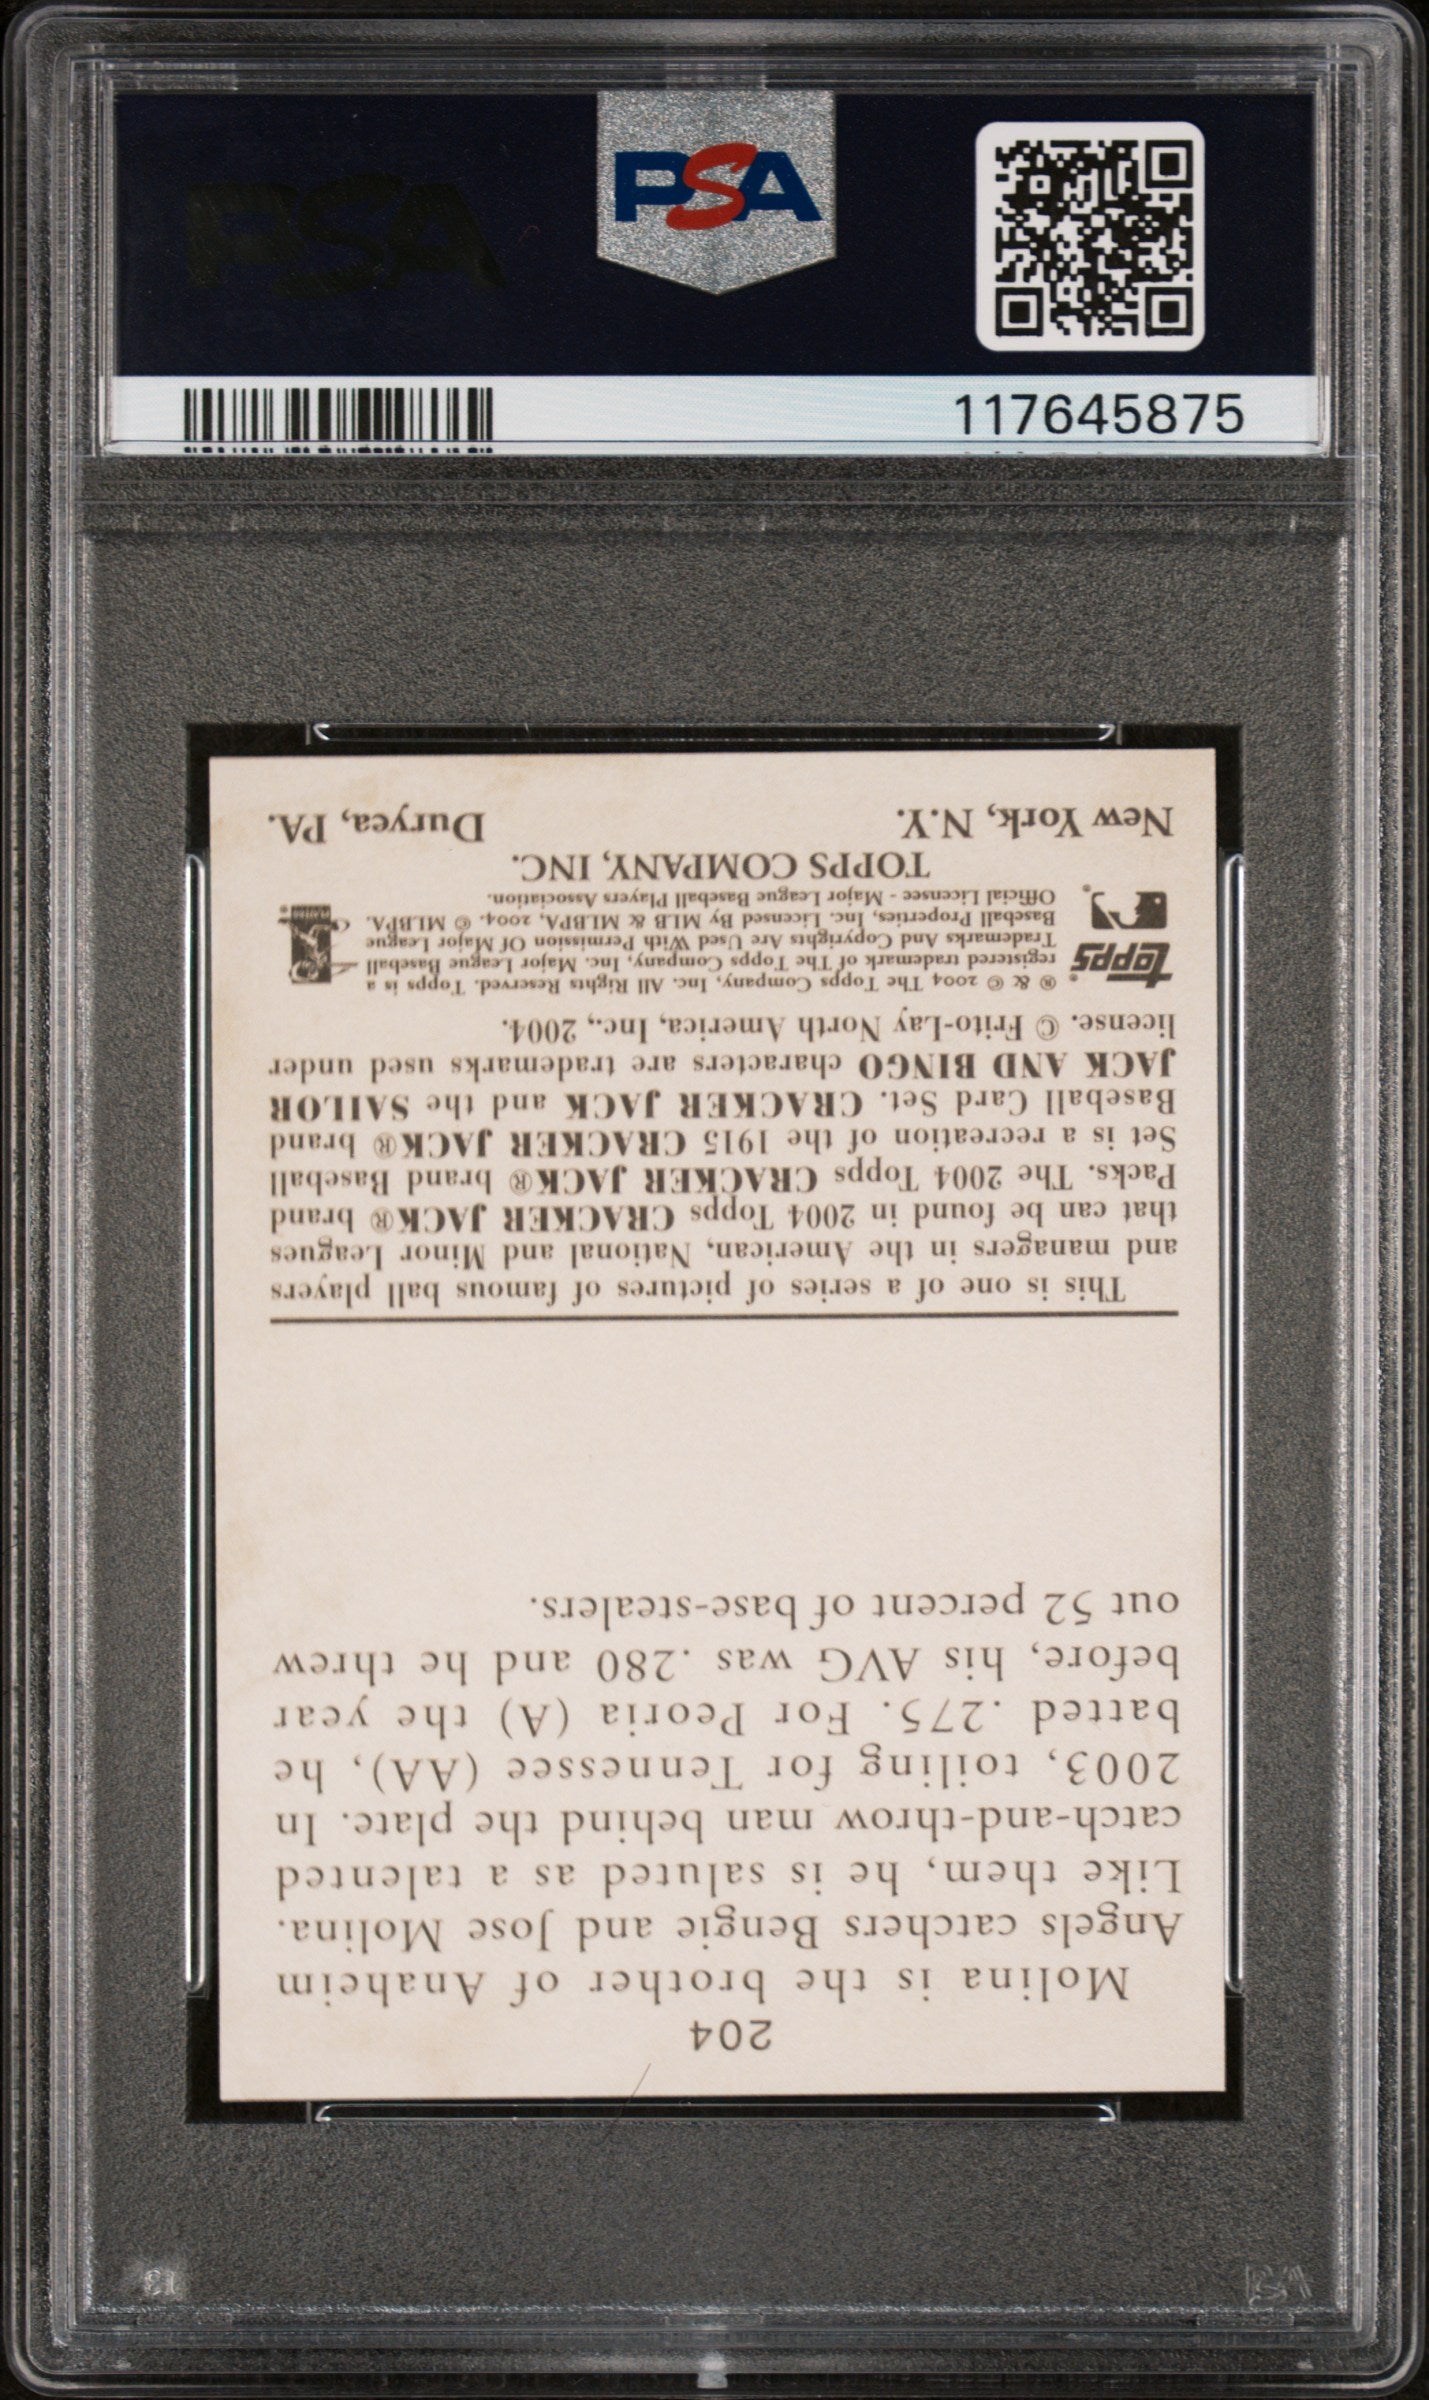 PSA
PSA
117645875
204
Molina is the brother of Anaheim
Angels catchers Bengie and Jose Molina.
Like them, he is saluted as a talented
catch-and-throw man behind the plate. In
2003, toiling for Tennessee (AA), he
batted .275. For Peoria (A) the year
before, his AVG was .280 and he threw
out 52 percent of base-stealers.
This is one of a series of pictures of famous ball players
and managers in the American, National and Minor Leagues
that can be found in 2004 Topps CRACKER JACK® brand
Packs. The 2004 Topps CRACKER JACK® brand Baseball
Set is a recreation of the 1915 CRACKER JACK® brand
Baseball Card Set. CRACKER JACK and the SAILOR
JACK AND BINGO characters are trademarks used under
license. © Frito-Lay North America, Inc., 2004.
topps®
® & © 2004 The Topps Company, Inc. All Rights Reserved. Topps is a
registered trademark of The Topps Company, Inc. Major League Baseball
Trademarks And Copyrights Are Used With Permission Of Major League
Baseball Properties, Inc. Licensed By MLB & MLBPA, 2004. © MLBPA.
Official Licensee - Major League Baseball Players Association.
TOPPS COMPANY, INC.
New York, N.Y. Duryea, PA.
13
PSA